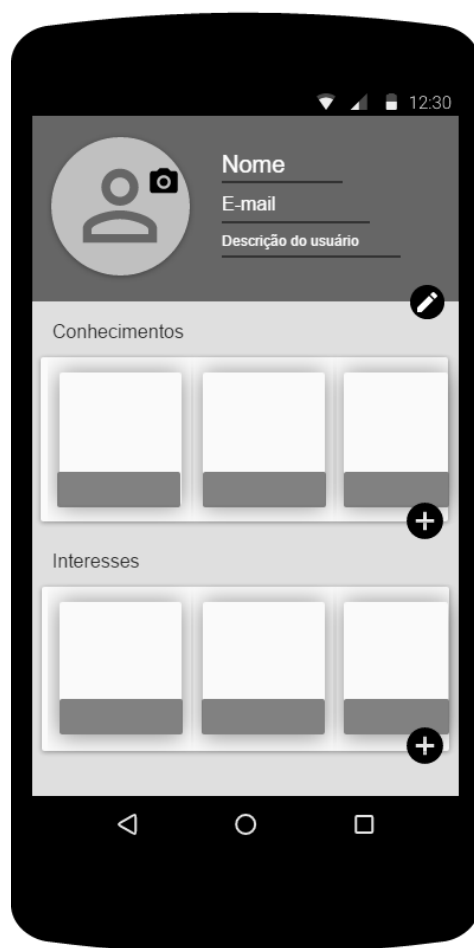 12:30
Nome
E-mail
Descrição do usuário
Conhecimentos
Interesses